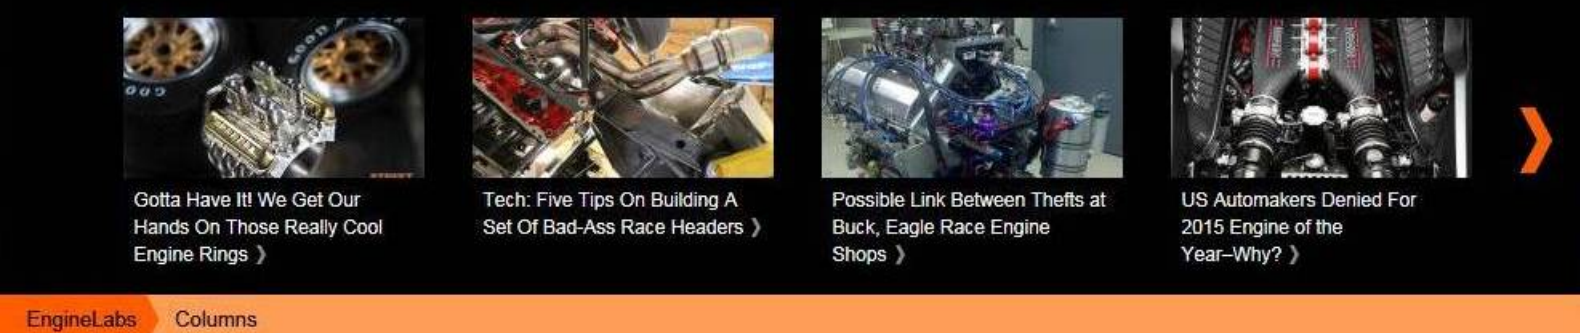 Gotta Have It! We Get Our
Hands On Those Really Cool
Engine Rings ❯
Tech: Five Tips On Building A
Set Of Bad-Ass Race Headers ❯
Possible Link Between Thefts at
Buck, Eagle Race Engine
Shops ❯
US Automakers Denied For
2015 Engine of the
Year–Why? ❯
EngineLabs
Columns